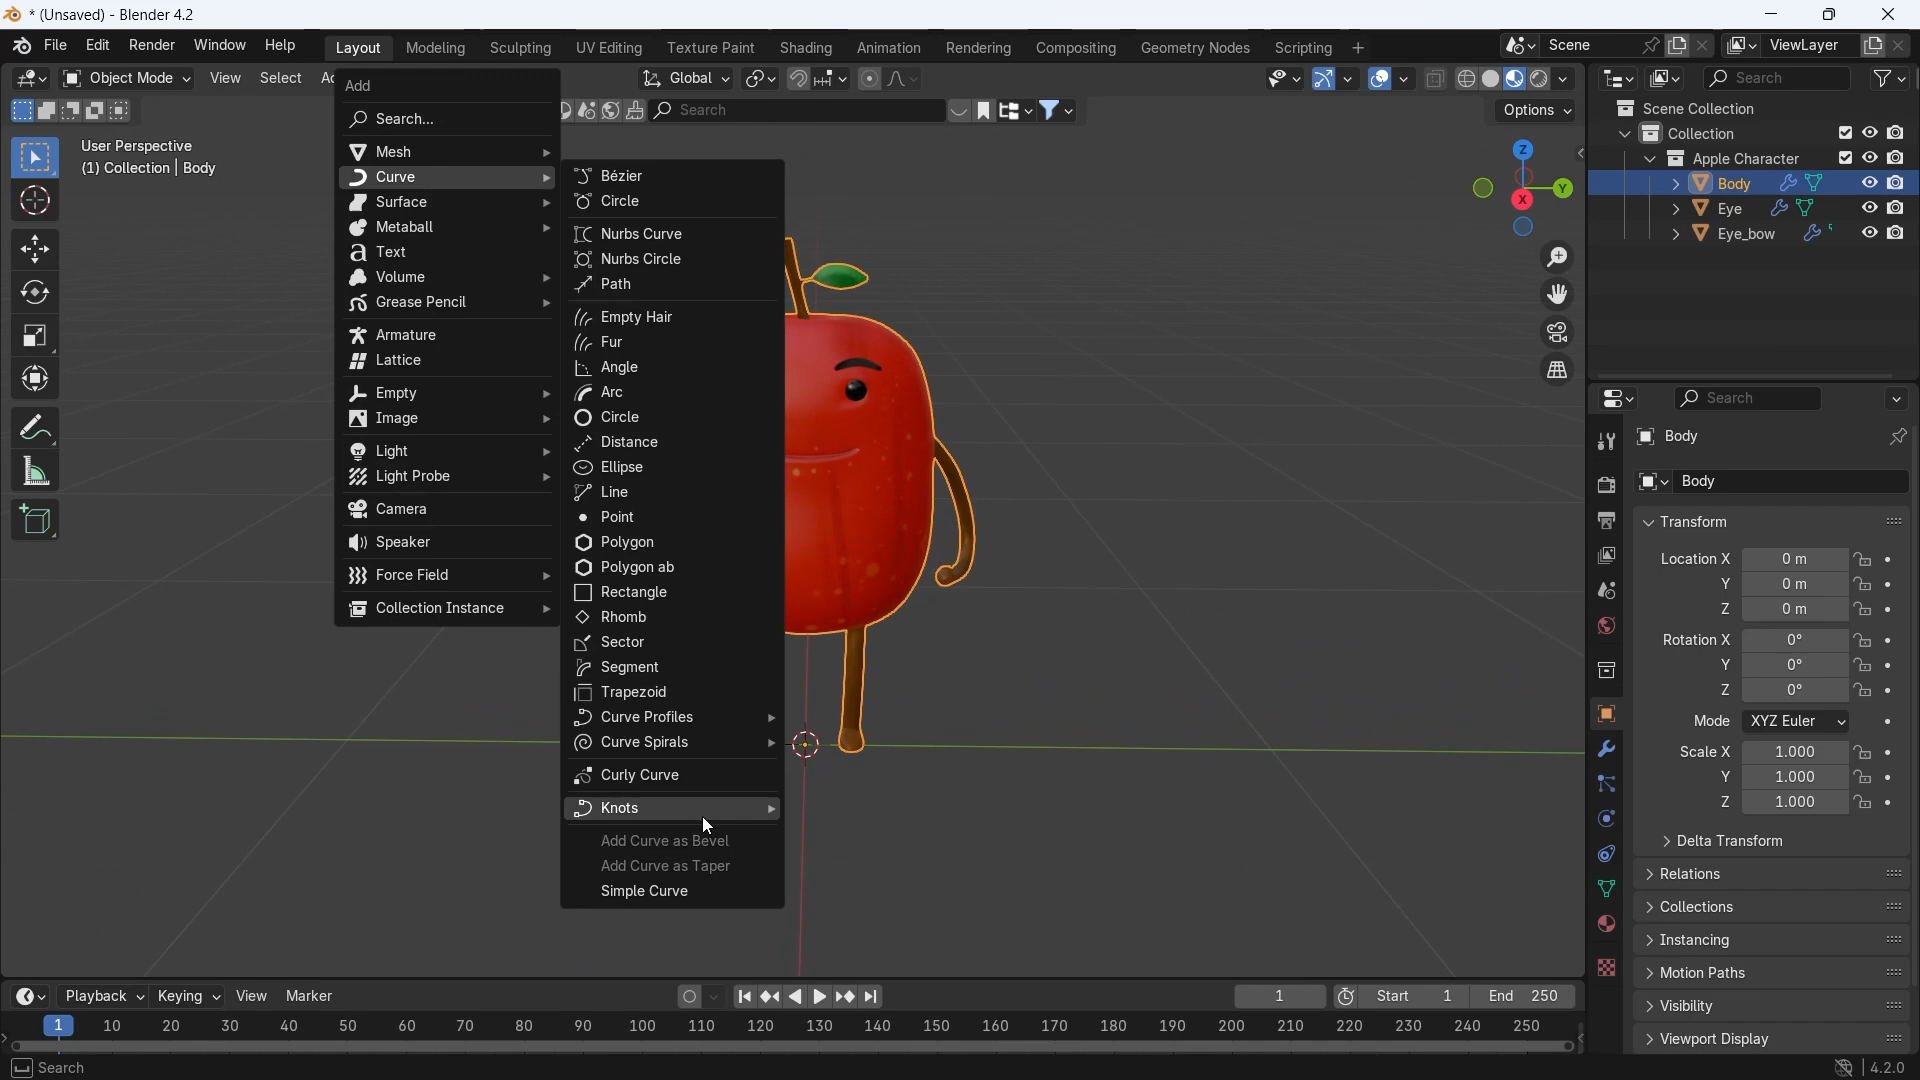 * (Unsaved) - Blender 4.2
File Edit Render Window Help
Layout Modeling Sculpting UV Editing Texture Paint Shading Animation Rendering Compositing Geometry Nodes Scripting +
Scene
ViewLayer
Object Mode View Select
Global
Search
Search
Options
User Perspective
(1) Collection | Body
Add
Search...
Mesh
Curve
Surface
Metaball
Text
Volume
Grease Pencil
Armature
Lattice
Empty
Image
Light
Light Probe
Camera
Speaker
Force Field
Collection Instance
Bézier
Circle
Nurbs Curve
Nurbs Circle
Path
Empty Hair
Fur
Angle
Arc
Circle
Distance
Ellipse
Line
Point
Polygon
Polygon ab
Rectangle
Rhomb
Sector
Segment
Trapezoid
Curve Profiles
Curve Spirals
Curly Curve
Knots
Add Curve as Bevel
Add Curve as Taper
Simple Curve
Z
Y
X
Scene Collection
Collection
Apple Character
Body
Eye
Eye_bow
Search
Body
Body
Transform
Location X 0 m
Y 0 m
Z 0 m
Rotation X 0°
Y 0°
Z 0°
Mode XYZ Euler
Scale X 1.000
Y 1.000
Z 1.000
Delta Transform
Relations
Collections
Instancing
Motion Paths
Visibility
Viewport Display
Playback Keying View Marker
1
Start 1 End 250
1 10 20 30 40 50 60 70 80 90 100 110 120 130 140 150 160 170 180 190 200 210 220 230 240 250
Search
4.2.0